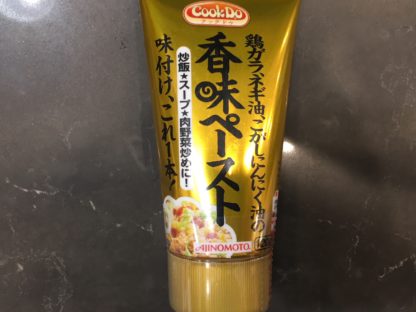 CookDo
クックドゥ
鶏ガラ、ネギ油、こがしにんにく油の
香味ペースト
炒飯★スープ★肉野菜炒めに!
味付け、これ1本!
AJINOMOTO